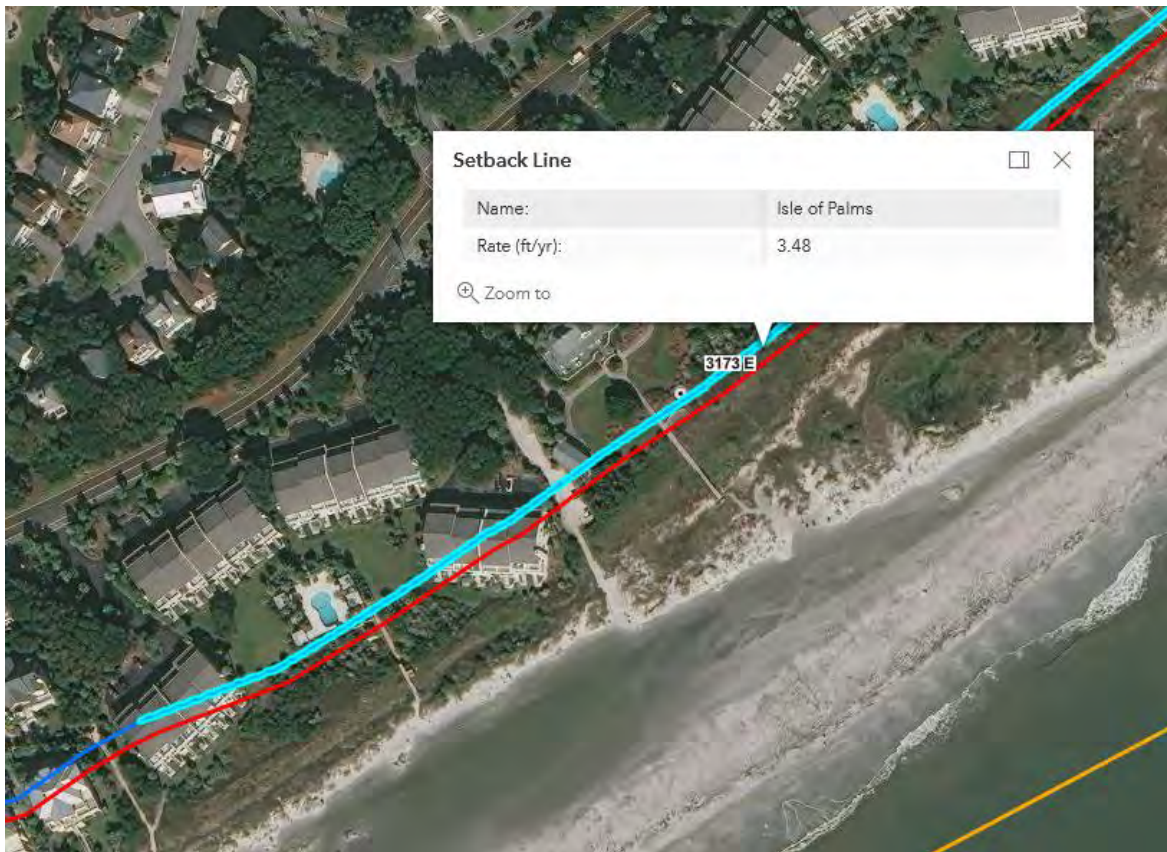 Setback Line
Name: Isle of Palms
Rate (ft/yr): 3.48
Zoom to
3173 E